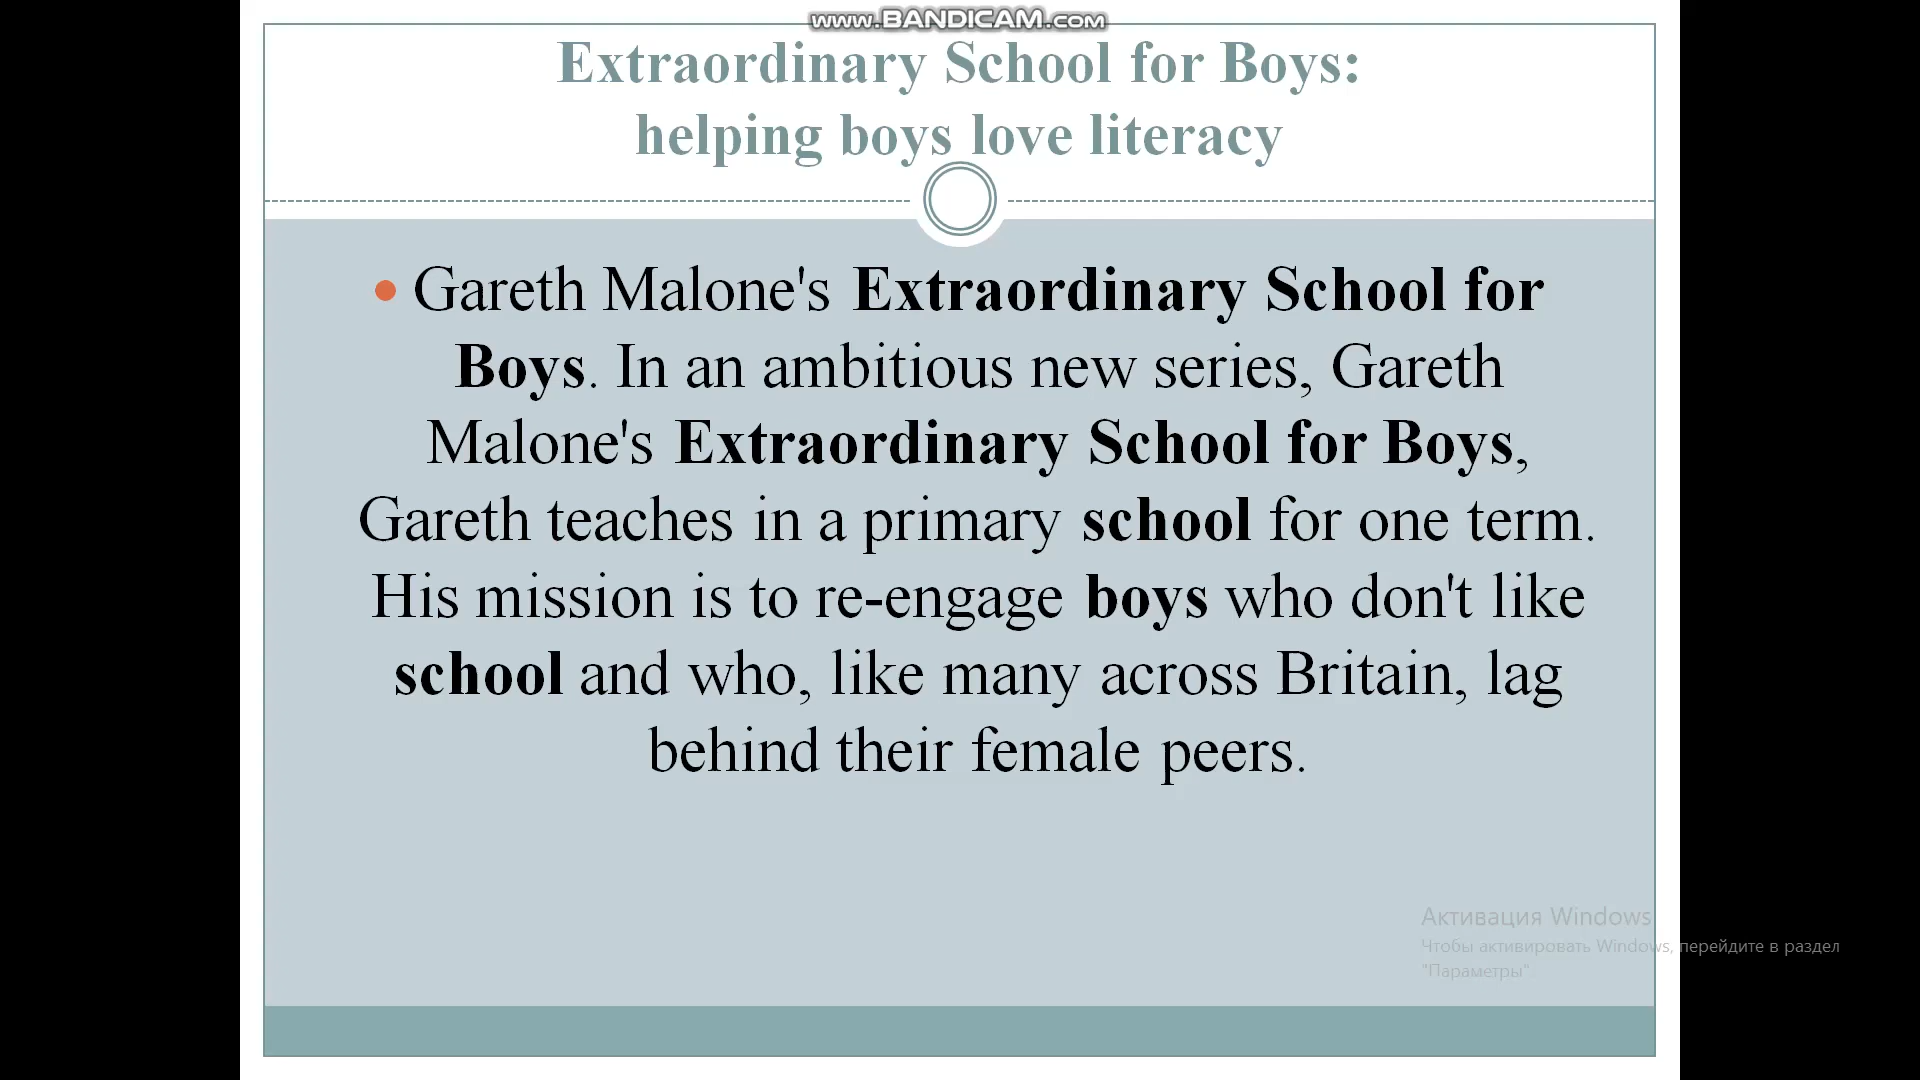 www.BANDICAM.com
Extraordinary School for Boys:
helping boys love literacy
Gareth Malone's Extraordinary School for
Boys. In an ambitious new series, Gareth
Malone's Extraordinary School for Boys,
Gareth teaches in a primary school for one term.
His mission is to re-engage boys who don't like
school and who, like many across Britain, lag
behind their female peers.
Активация Windows
Чтобы активировать Windows, перейдите в раздел
"Параметры".